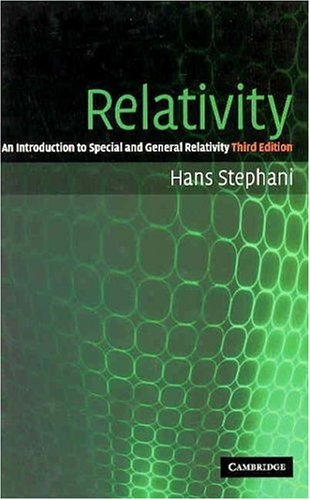 Relativity
An Introduction to Special and General Relativity Third Edition
Hans Stephani
CAMBRIDGE